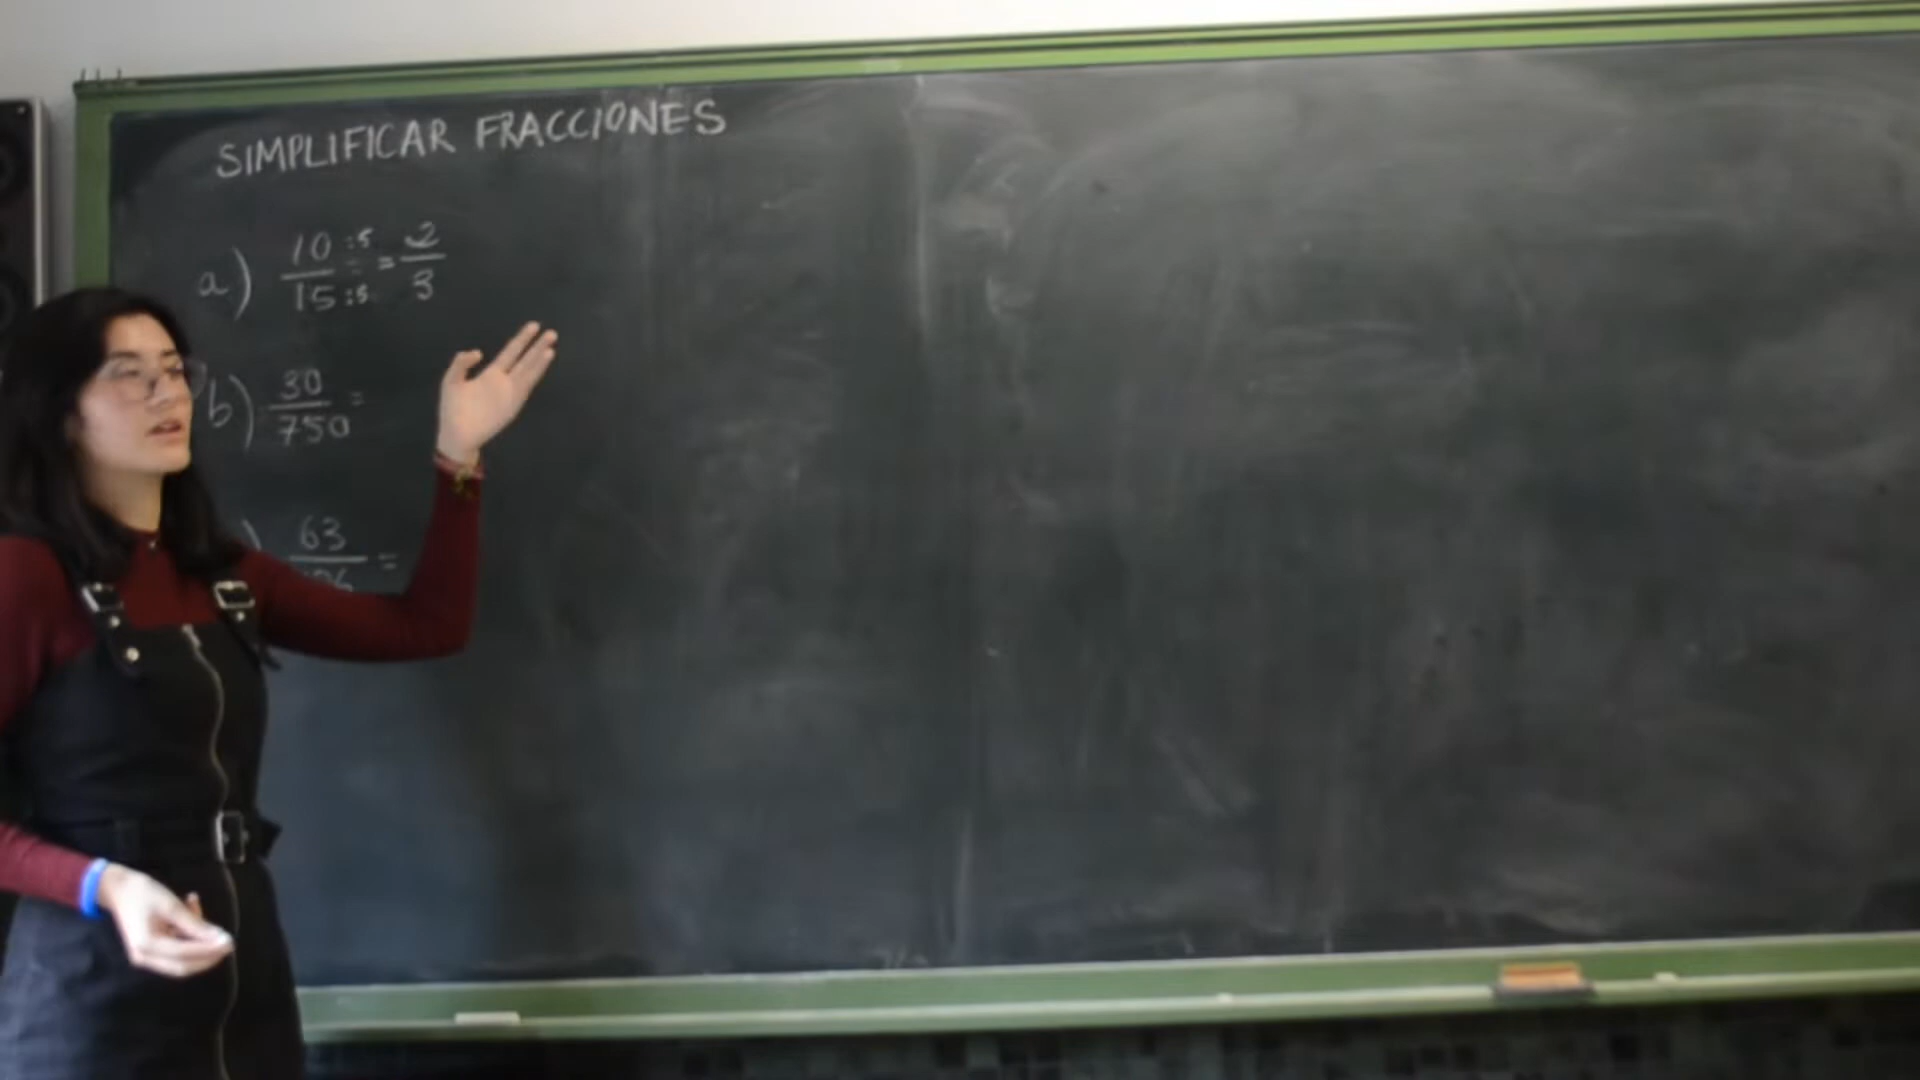 SIMPLIFICAR FRACCIONES
a) 10 :5 / 15 :5 = 2 / 3
b) 30 / 750 =
) 63 / =